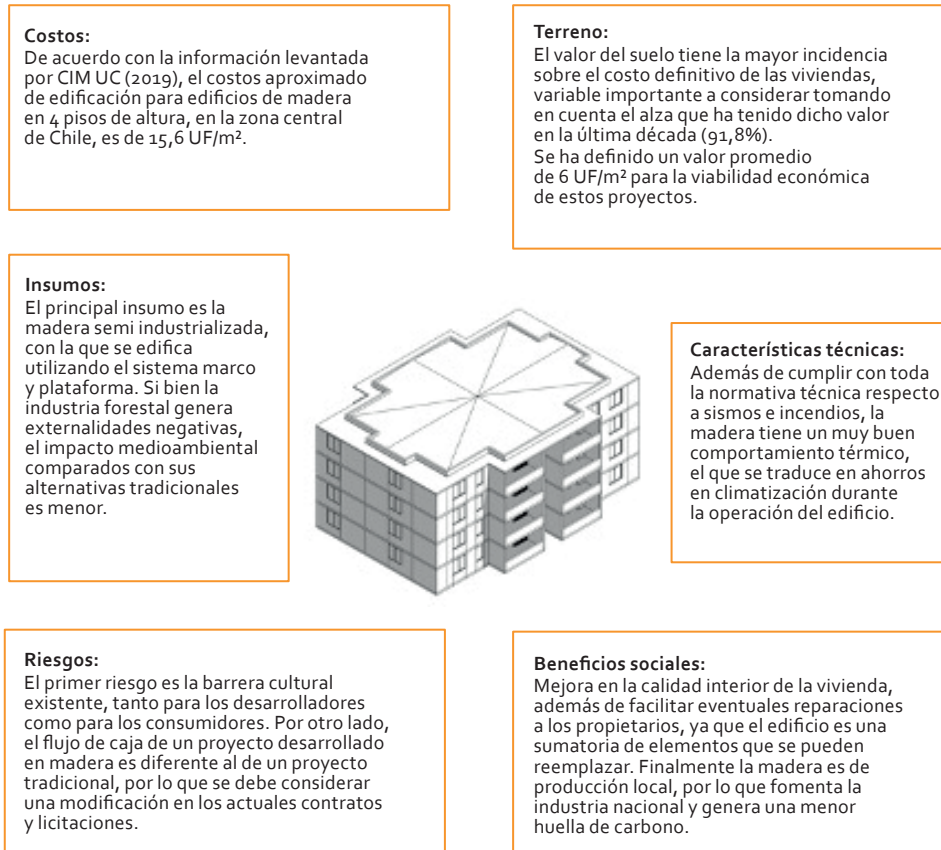 Costos:
De acuerdo con la información levantada
por CIM UC (2019), el costos aproximado
de edificación para edificios de madera
en 4 pisos de altura, en la zona central
de Chile, es de 15,6 UF/m².
Terreno:
El valor del suelo tiene la mayor incidencia
sobre el costo definitivo de las viviendas,
variable importante a considerar tomando
en cuenta el alza que ha tenido dicho valor
en la última década (91,8%).
Se ha definido un valor promedio
de 6 UF/m² para la viabilidad económica
de estos proyectos.
Insumos:
El principal insumo es la
madera semi industrializada,
con la que se edifica
utilizando el sistema marco
y plataforma. Si bien la
industria forestal genera
externalidades negativas,
el impacto medioambiental
comparados con sus
alternativas tradicionales
es menor.
Características técnicas:
Además de cumplir con toda
la normativa técnica respecto
a sismos e incendios, la
madera tiene un muy buen
comportamiento térmico,
el que se traduce en ahorros
en climatización durante
la operación del edificio.
Riesgos:
El primer riesgo es la barrera cultural
existente, tanto para los desarrolladores
como para los consumidores. Por otro lado,
el flujo de caja de un proyecto desarrollado
en madera es diferente al de un proyecto
tradicional, por lo que se debe considerar
una modificación en los actuales contratos
y licitaciones.
Beneficios sociales:
Mejora en la calidad interior de la vivienda,
además de facilitar eventuales reparaciones
a los propietarios, ya que el edificio es una
sumatoria de elementos que se pueden
reemplazar. Finalmente la madera es de
producción local, por lo que fomenta la
industria nacional y genera una menor
huella de carbono.